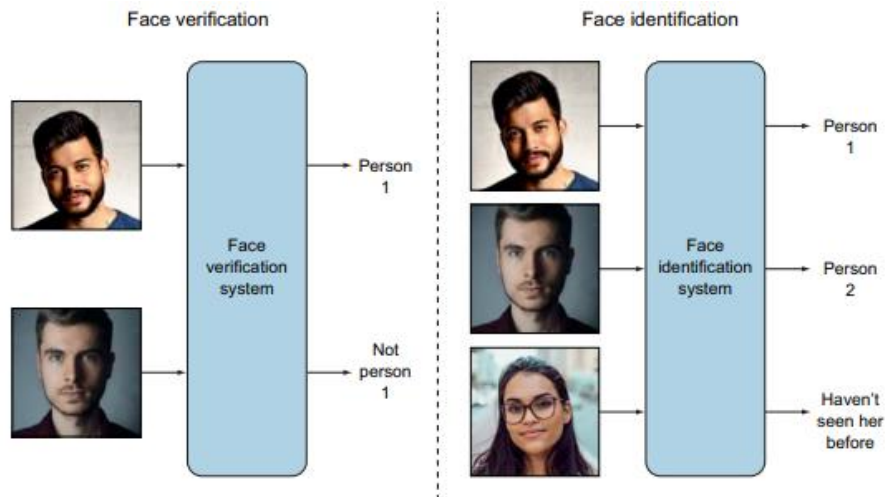 Face verification
Face
verification
system
Person
1
Not
person
1
Face identification
Face
identification
system
Person
1
Person
2
Haven't
seen her
before